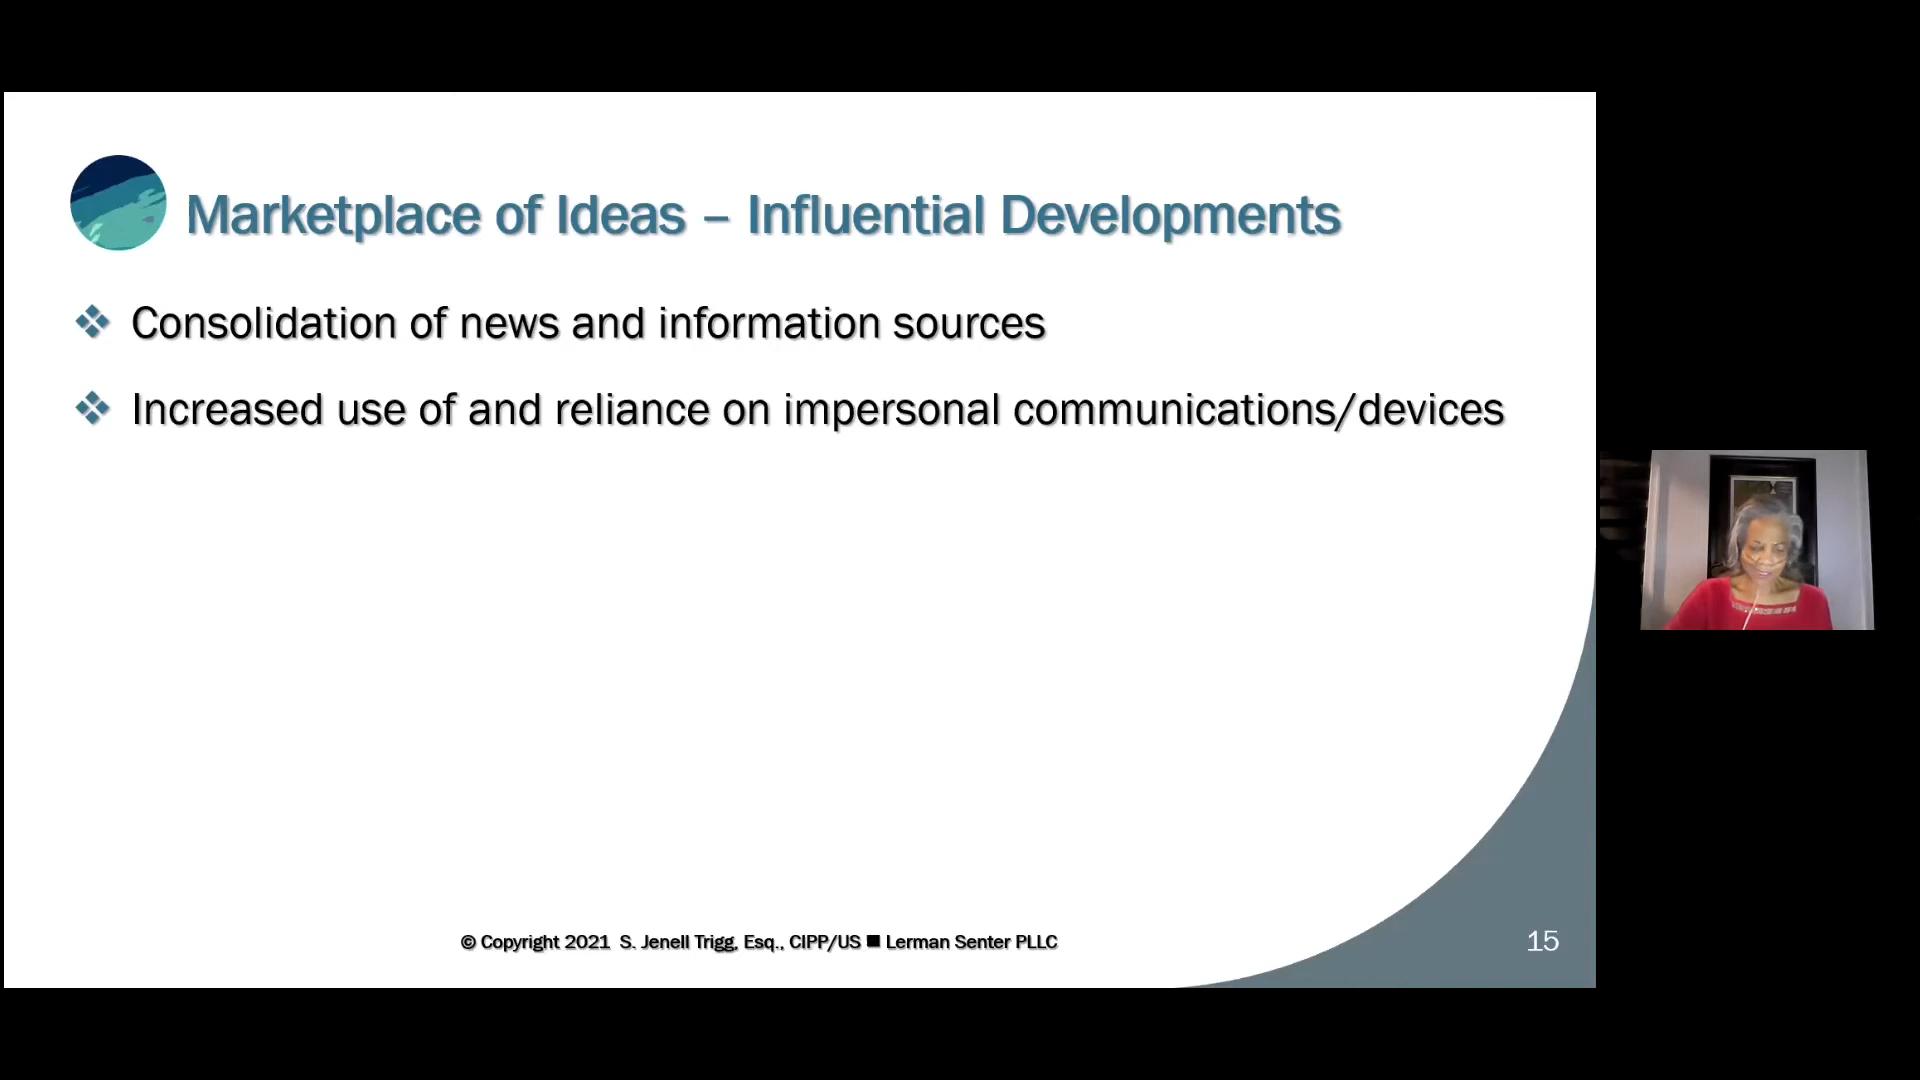 Marketplace of Ideas – Influential Developments
❖ Consolidation of news and information sources
❖ Increased use of and reliance on impersonal communications/devices
© Copyright 2021 S. Jenell Trigg, Esq., CIPP/US ■ Lerman Senter PLLC
15